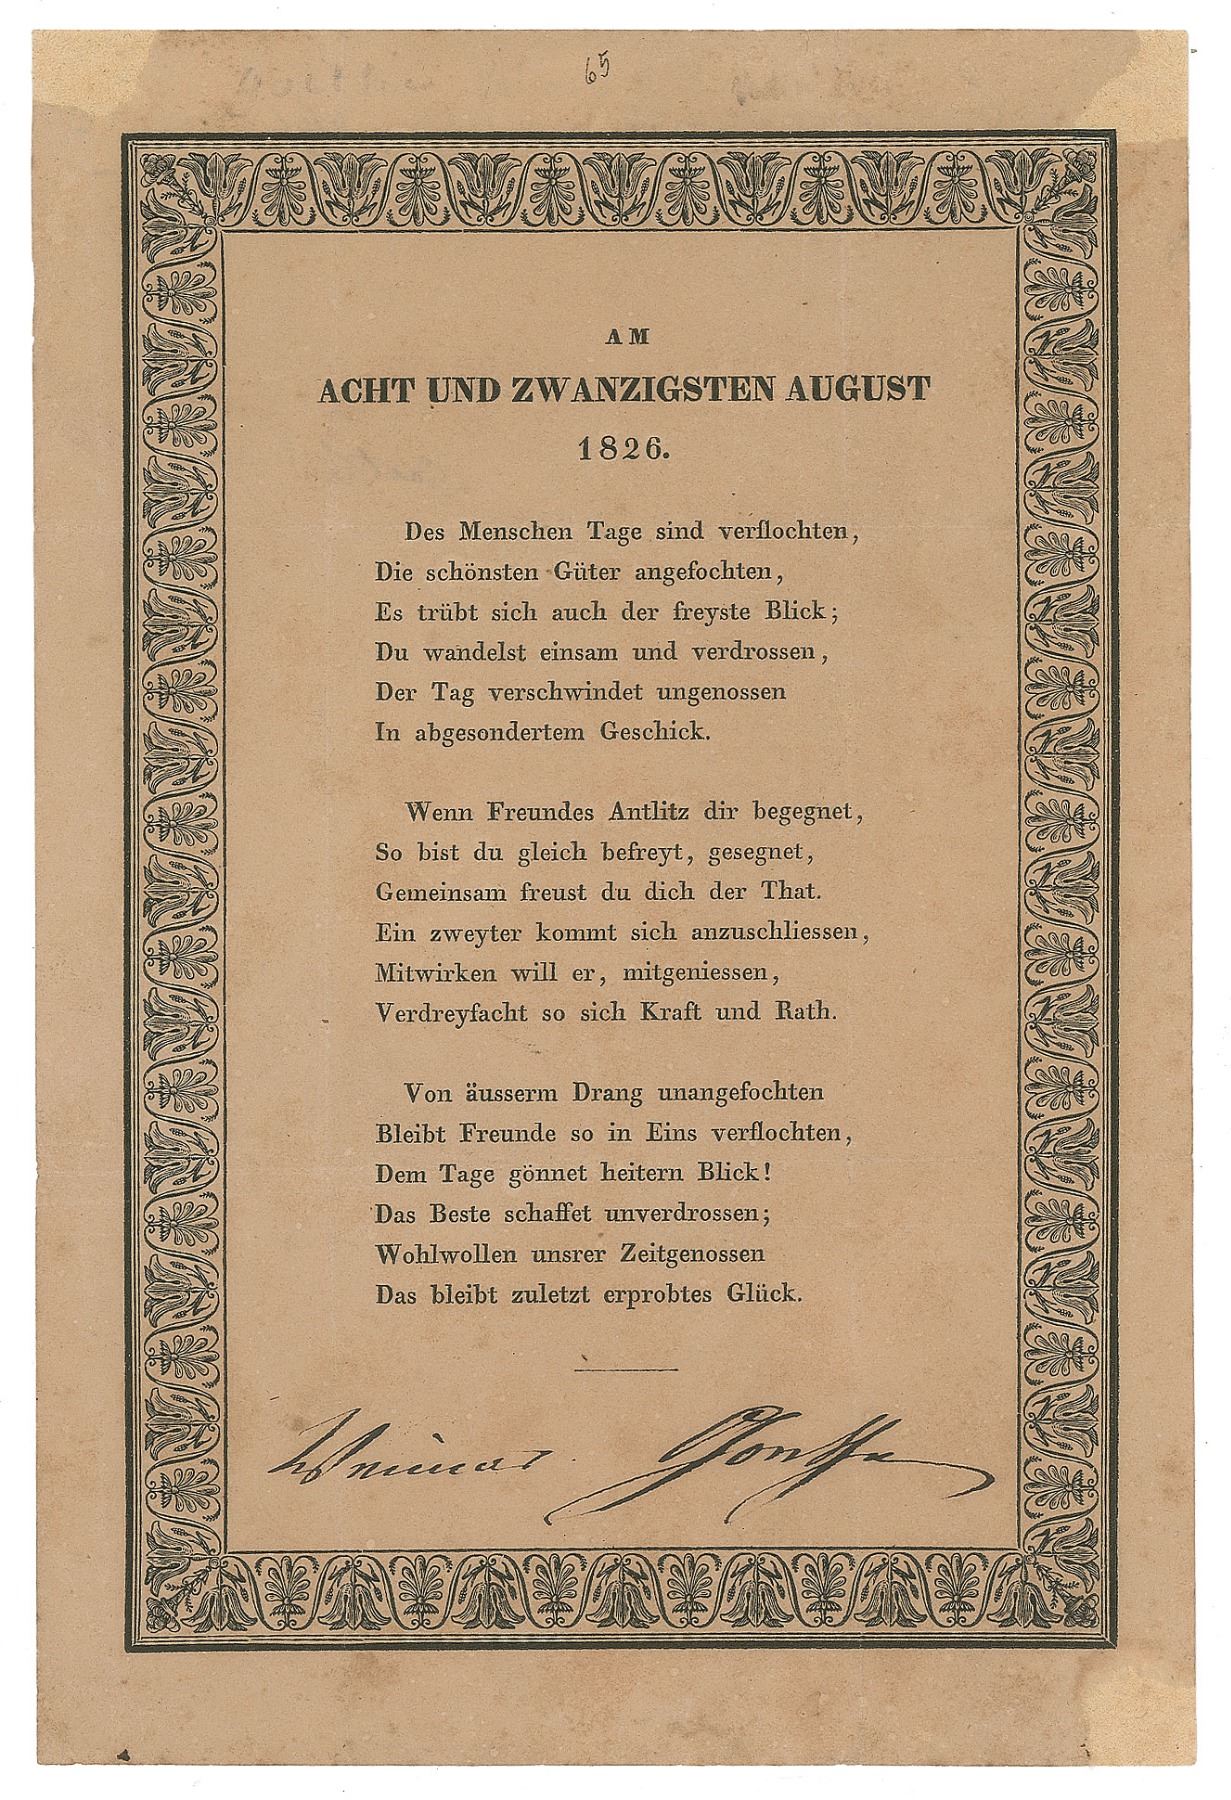 65
AM
ACHT UND ZWANZIGSTEN AUGUST
1826.
Des Menschen Tage sind verflochten,
Die schönsten Güter angefochten,
Es trübt sich auch der freyste Blick;
Du wandelst einsam und verdrossen,
Der Tag verschwindet ungenossen
In abgesondertem Geschick.
Wenn Freundes Antlitz dir begegnet,
So bist du gleich befreyt, gesegnet,
Gemeinsam freust du dich der That.
Ein zweyter kommt sich anzuschliessen,
Mitwirken will er, mitgeniessen,
Verdreyfacht so sich Kraft und Rath.
Von äusserm Drang unangefochten
Bleibt Freunde so in Eins verflochten,
Dem Tage gönnet heitern Blick!
Das Beste schaffet unverdrossen;
Wohlwollen unsrer Zeitgenossen
Das bleibt zuletzt erprobtes Glück.
Weimar. Goethe